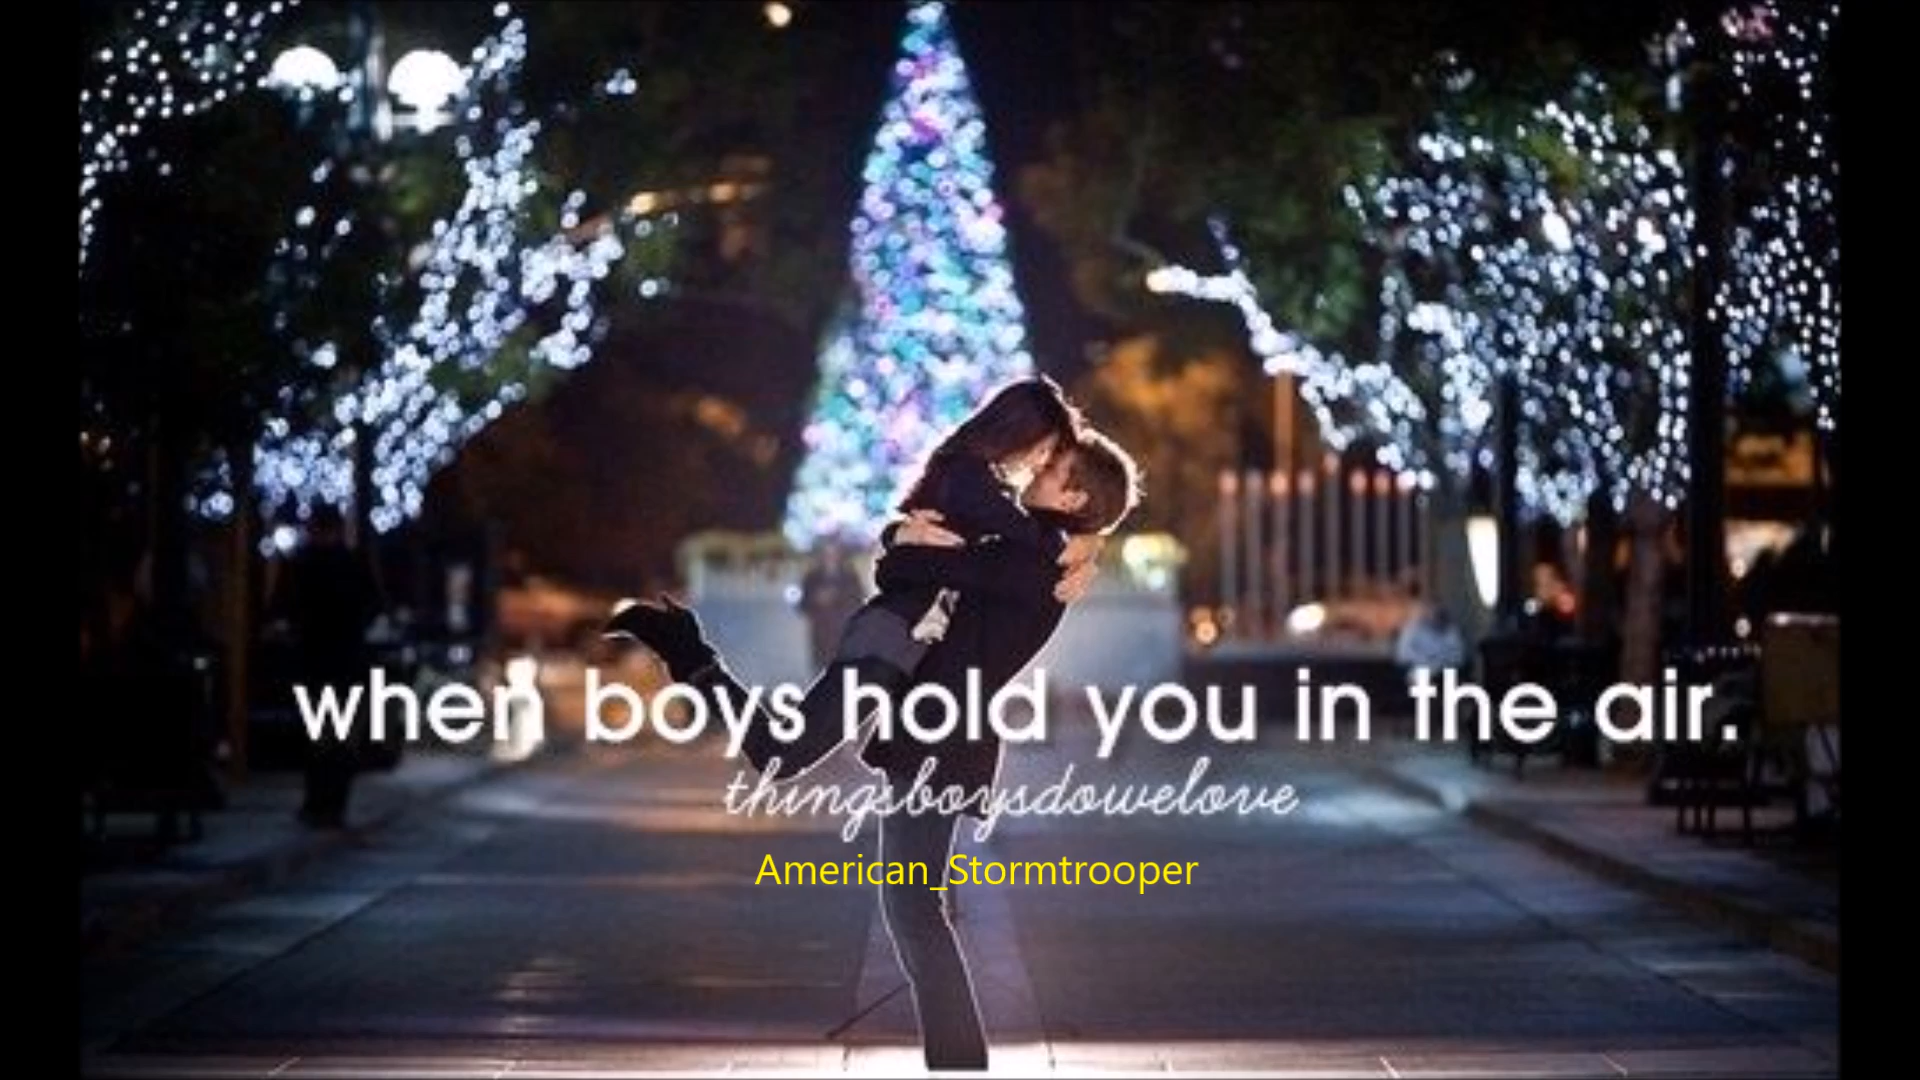 when boys hold you in the air.
thingsboysdowelove
American_Stormtrooper